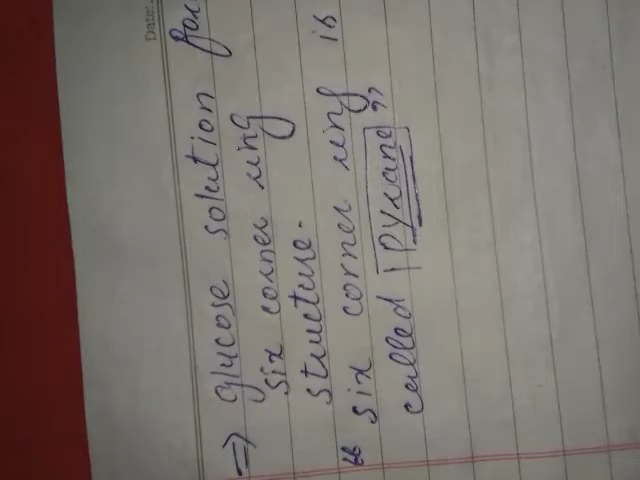 Date:
⇒ glucose solution for
six corner ring
structure.
“ six corner ring is
called |Pyrane|”